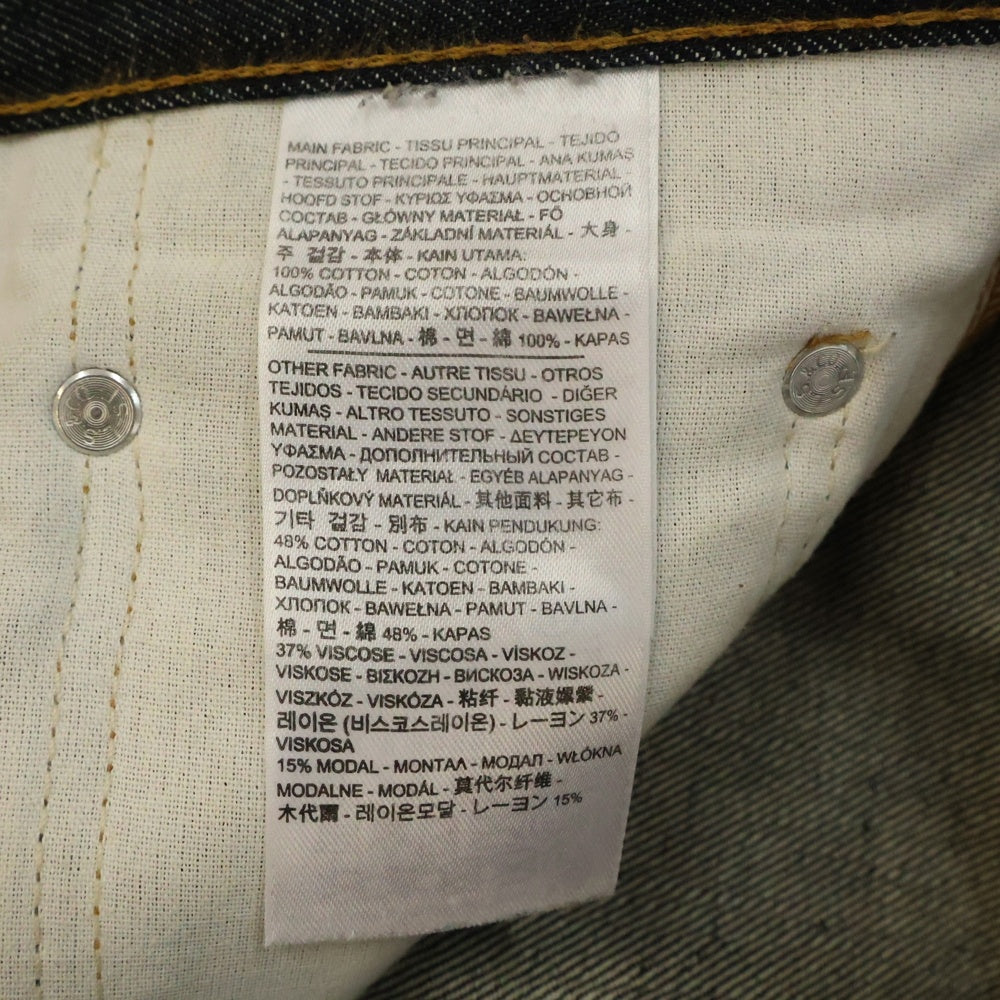 MAIN FABRIC - TISSU PRINCIPAL - TEJIDO
PRINCIPAL - TECIDO PRINCIPAL - ANA KUMAŞ
- TESSUTO PRINCIPALE - HAUPTMATERIAL -
HOOFD STOF - ΚΥΡΙΟΣ ΥΦΑΣΜΑ - ОСНОВНОЙ
СОСТАВ - GŁÓWNY MATERIAŁ - FŐ
ALAPANYAG - ZÁKLADNÍ MATERIÁL - 大身 -
주 겉감 - 本体 - KAIN UTAMA:
100% COTTON - COTON - ALGODÓN -
ALGODÃO - PAMUK - COTONE - BAUMWOLLE -
KATOEN - BAMBAKI - ХЛОПОК - BAWEŁNA -
PAMUT - BAVLNA - 棉 - 면 - 綿 100% - KAPAS
OTHER FABRIC - AUTRE TISSU - OTROS
TEJIDOS - TECIDO SECUNDÁRIO - DIĞER
KUMAŞ - ALTRO TESSUTO - SONSTIGES
MATERIAL - ANDERE STOF - ΔΕΥΤΕΡΕΥΟΝ
ΥΦΑΣΜΑ - ДОПОЛНИТЕЛЬНЫЙ СОСТАВ -
POZOSTAŁY MATERIAŁ - EGYÉB ALAPANYAG -
DOPLŇKOVÝ MATERIÁL - 其他面料 - 其它布 -
기타 겉감 - 別布 - KAIN PENDUKUNG:
48% COTTON - COTON - ALGODÓN -
ALGODÃO - PAMUK - COTONE -
BAUMWOLLE - KATOEN - BAMBAKI -
ХЛОПОК - BAWEŁNA - PAMUT - BAVLNA -
棉 - 면 - 綿 48% - KAPAS
37% VISCOSE - VISCOSA - VİSKOZ -
VISKOSE - ΒΙΣΚΟΖΗ - ВИСКОЗА - WISKOZA -
VISZKÓZ - VISKÓZA - 粘纤 - 黏液嫘縈 -
레이온 (비스코스레이온) - レーヨン 37% -
VISKOSA
15% MODAL - ΜΟΝΤΑΛ - МОДАЛ - WŁÓKNA
MODALNE - MODÁL - 莫代尔纤维 -
木代爾 - 레이온모달 - レーヨン 15%